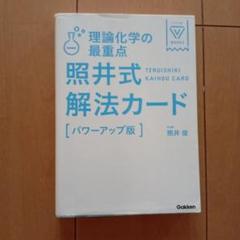 理論化学の
最重点
照井式
TERUISHIKI
KAIHOU CARD
解法カード
[パワーアップ版]
照井 俊
Gakken